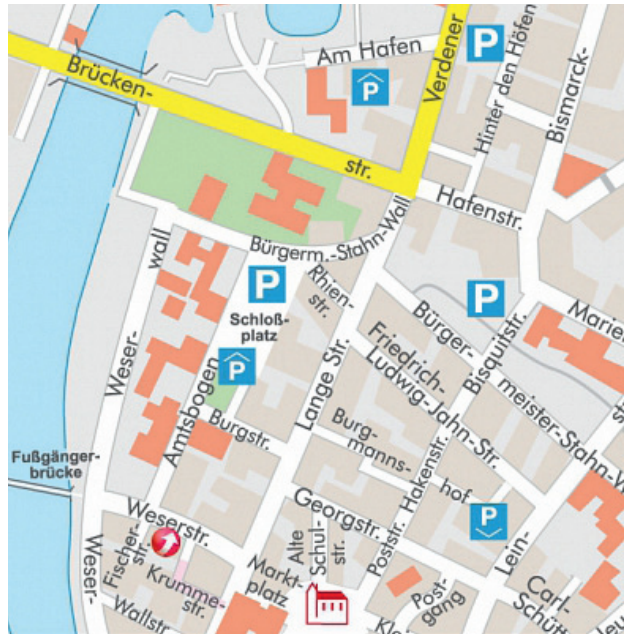 Am Hafen
P
Brücken-
P
Verdener
Hinter den Höfen
Bismarck-
str.
Hafenstr.
Bürgerm.-Stahn-Wall
wall
P
Rhien-
str.
P
Schloß-
platz
Bürger-
meister-Stahn-W
Marie
Weser-
P
Friedrich-
Ludwig-Jahn-Str.
Bisquitstr.
Amtsbogen
Lange Str.
Burgstr.
Burg-
manns-
hof
Hakenstr.
Fußgänger-
brücke
P
Weserstr.
Georgstr.
Poststr.
Weser-
Fischer-
str.
Alte
Schul-
str.
Lein-
Krumme-
str.
Markt-
platz
Post-
gang
Carl-
Schütt
Wallstr.
Kle